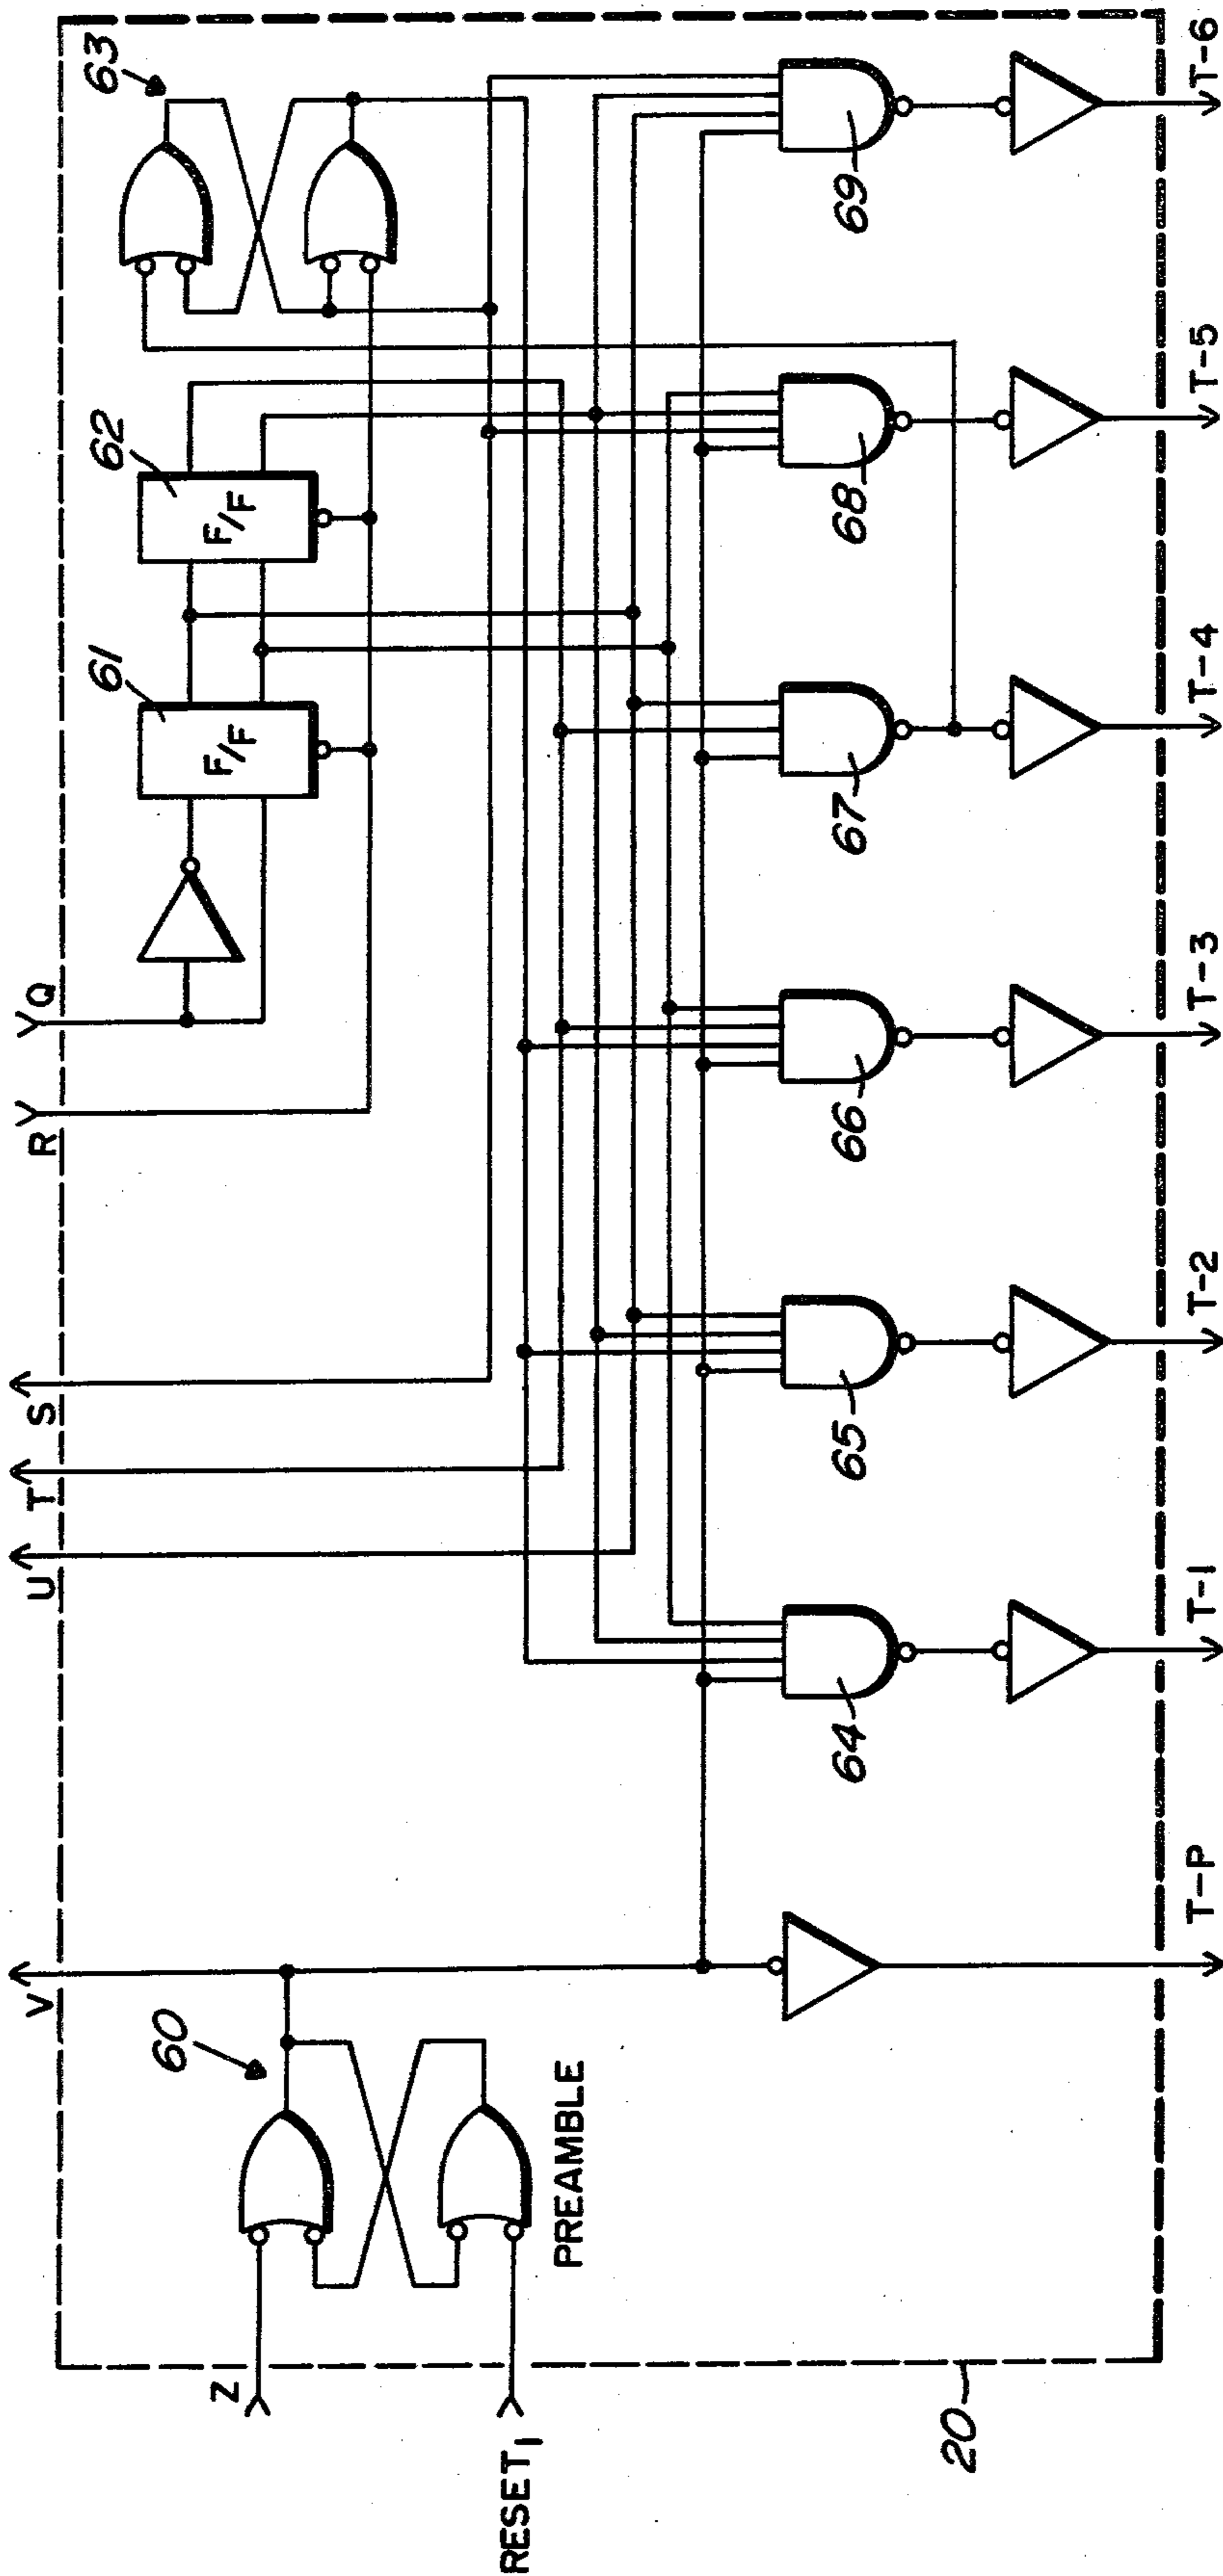 RESET1
Z
PREAMBLE
60
V
U
T
S
R
Q
61
F/F
62
F/F
63
64
65
66
67
68
69
20
T-P
T-1
T-2
T-3
T-4
T-5
T-6